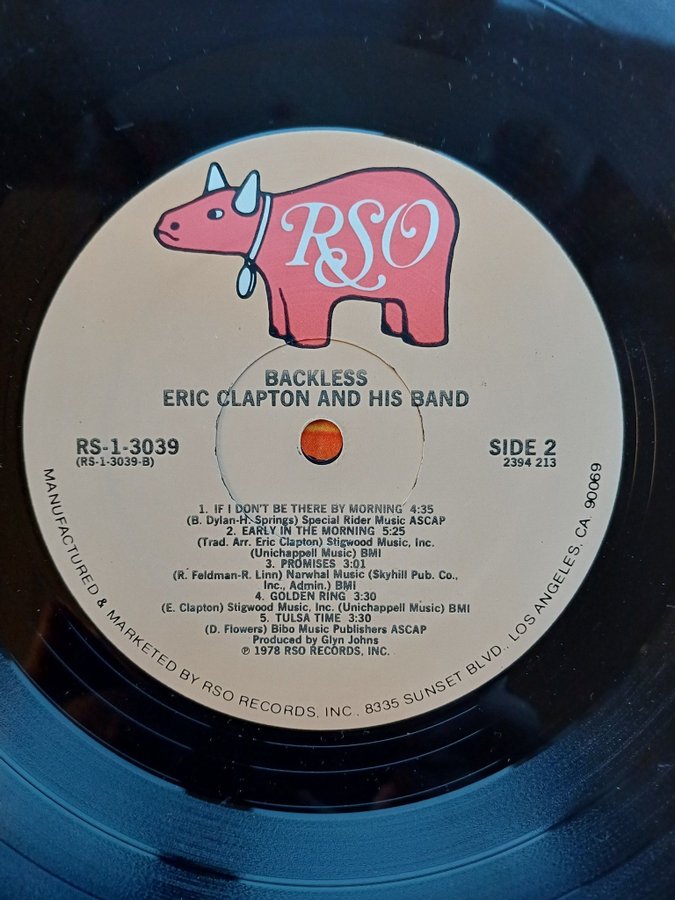 RSO
BACKLESS
ERIC CLAPTON AND HIS BAND
RS-1-3039
(RS-1-3039-B)
SIDE 2
2394 213
1. IF I DON'T BE THERE BY MORNING 4:35
(B. Dylan-H. Springs) Special Rider Music ASCAP
2. EARLY IN THE MORNING 5:25
(Trad. Arr. Eric Clapton) Stigwood Music, Inc.
(Unichappell Music) BMI
3. PROMISES 3:01
(R. Feldman-R. Linn) Narwhal Music (Skyhill Pub. Co.,
Inc., Admin.) BMI
4. GOLDEN RING 3:30
(E. Clapton) Stigwood Music, Inc. (Unichappell Music) BMI
5. TULSA TIME 3:30
(D. Flowers) Bibo Music Publishers ASCAP
Produced by Glyn Johns
℗ 1978 RSO RECORDS, INC.
MANUFACTURED & MARKETED BY RSO RECORDS, INC., 8335 SUNSET BLVD., LOS ANGELES, CA. 90069